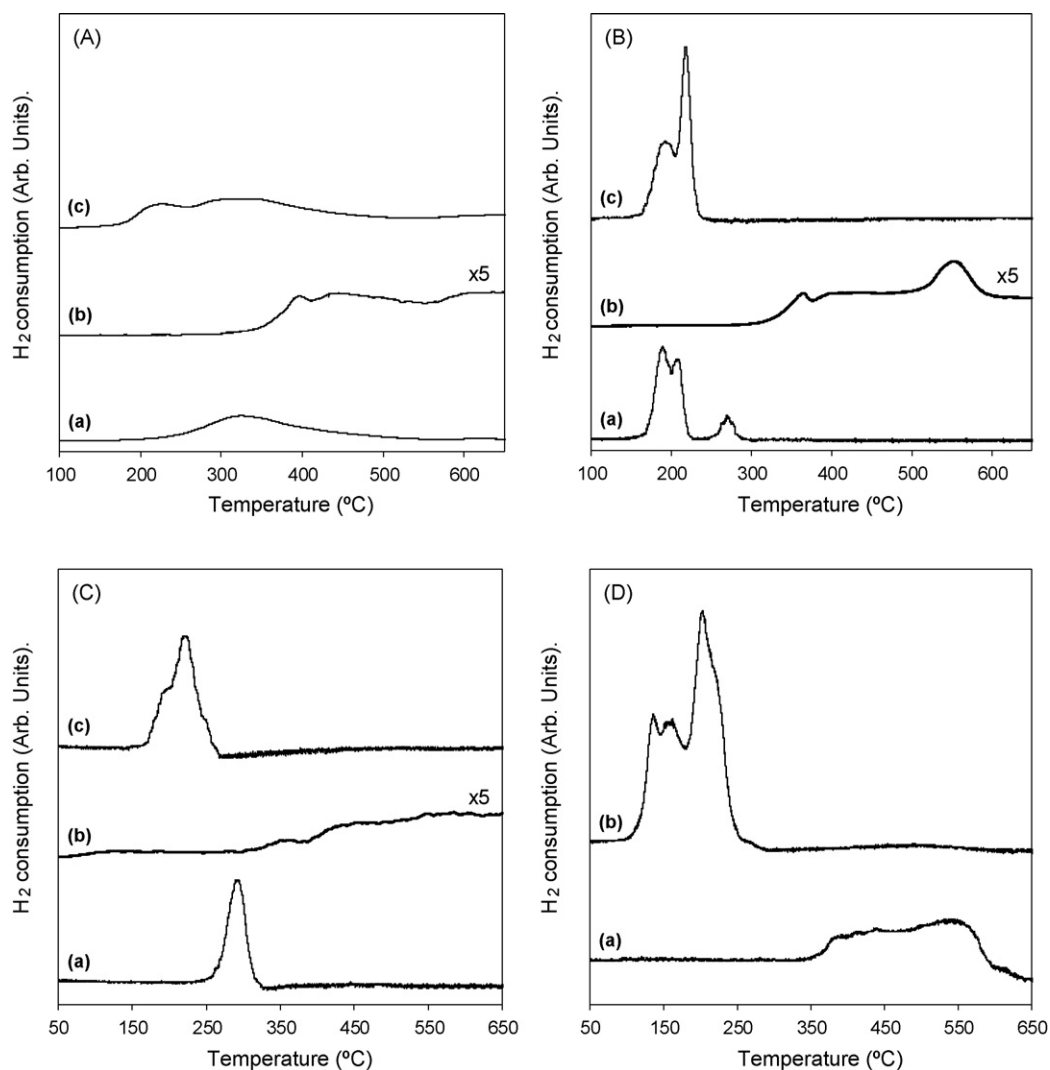 (A)
H2 consumption (Arb. Units).
(c)
x5
(b)
(a)
100 200 300 400 500 600
Temperature (ºC)
(B)
H2 consumption (Arb. Units).
(c)
x5
(b)
(a)
100 200 300 400 500 600
Temperature (ºC)
(C)
H2 consumption (Arb. Units).
(c)
x5
(b)
(a)
50 150 250 350 450 550 650
Temperature (ºC)
(D)
H2 consumption (Arb. Units).
(b)
(a)
50 150 250 350 450 550 650
Temperature (ºC)